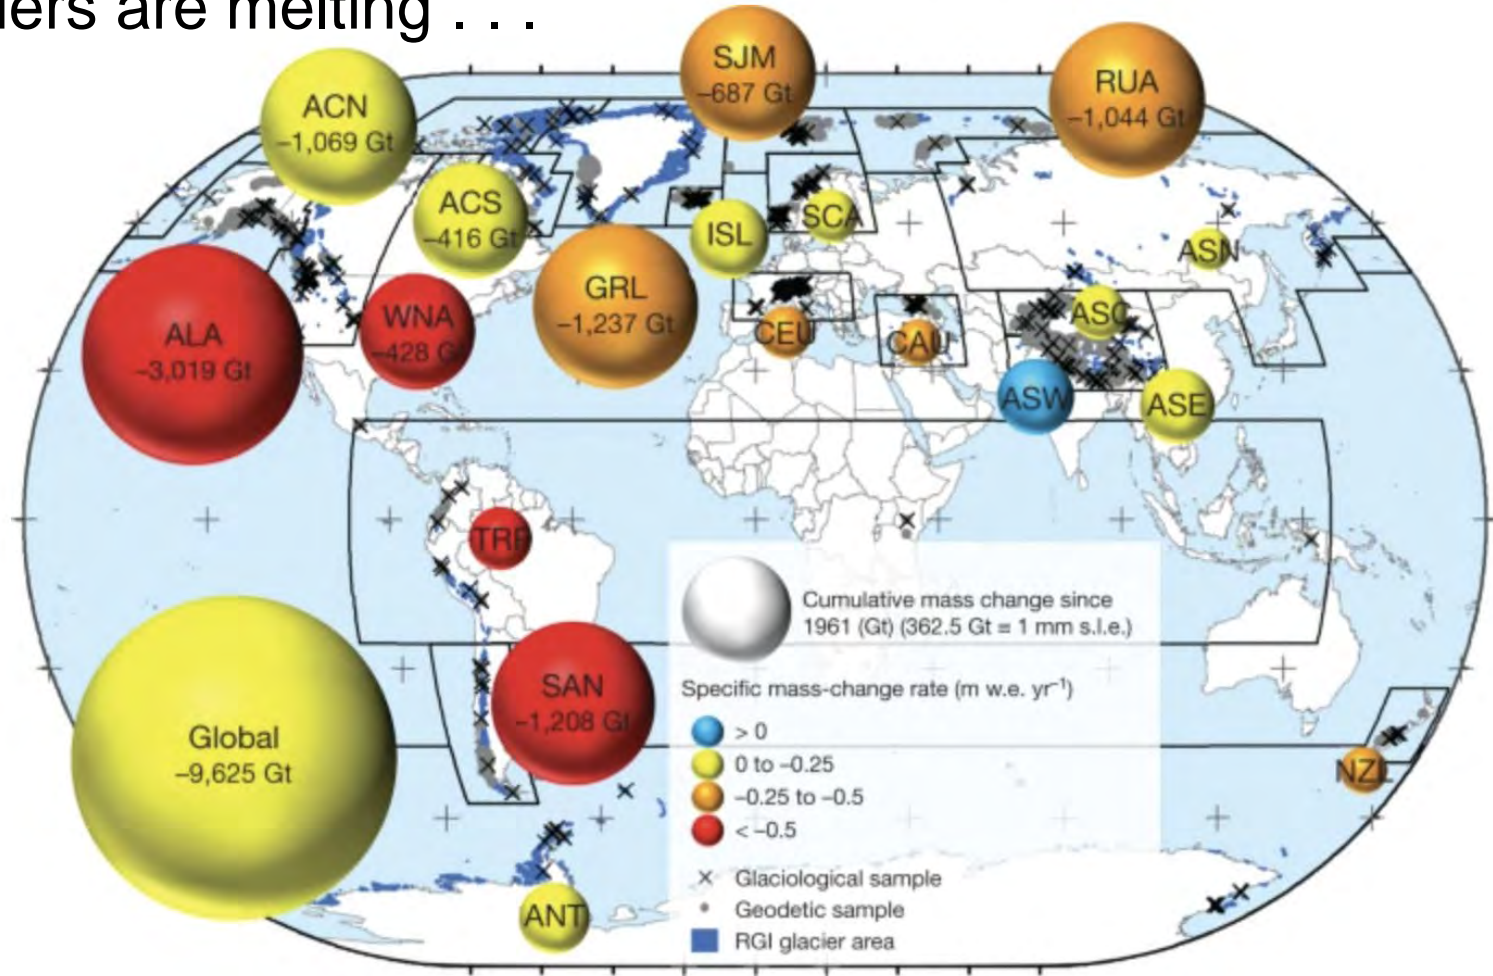 iers are melting . . .
ACN
–1,069 Gt
SJM
–687 Gt
RUA
–1,044 Gt
ACS
–416 Gt
ISL
SCA
ASN
ALA
–3,019 Gt
WNA
–428 G
GRL
–1,237 Gt
CEU
CAU
ASC
ASW
ASE
TRP
Global
–9,625 Gt
SAN
–1,208 Gt
NZL
ANT
Cumulative mass change since
1961 (Gt) (362.5 Gt ≡ 1 mm s.l.e.)
Specific mass-change rate (m w.e. yr⁻¹)
> 0
0 to –0.25
–0.25 to –0.5
< –0.5
Glaciological sample
Geodetic sample
RGI glacier area